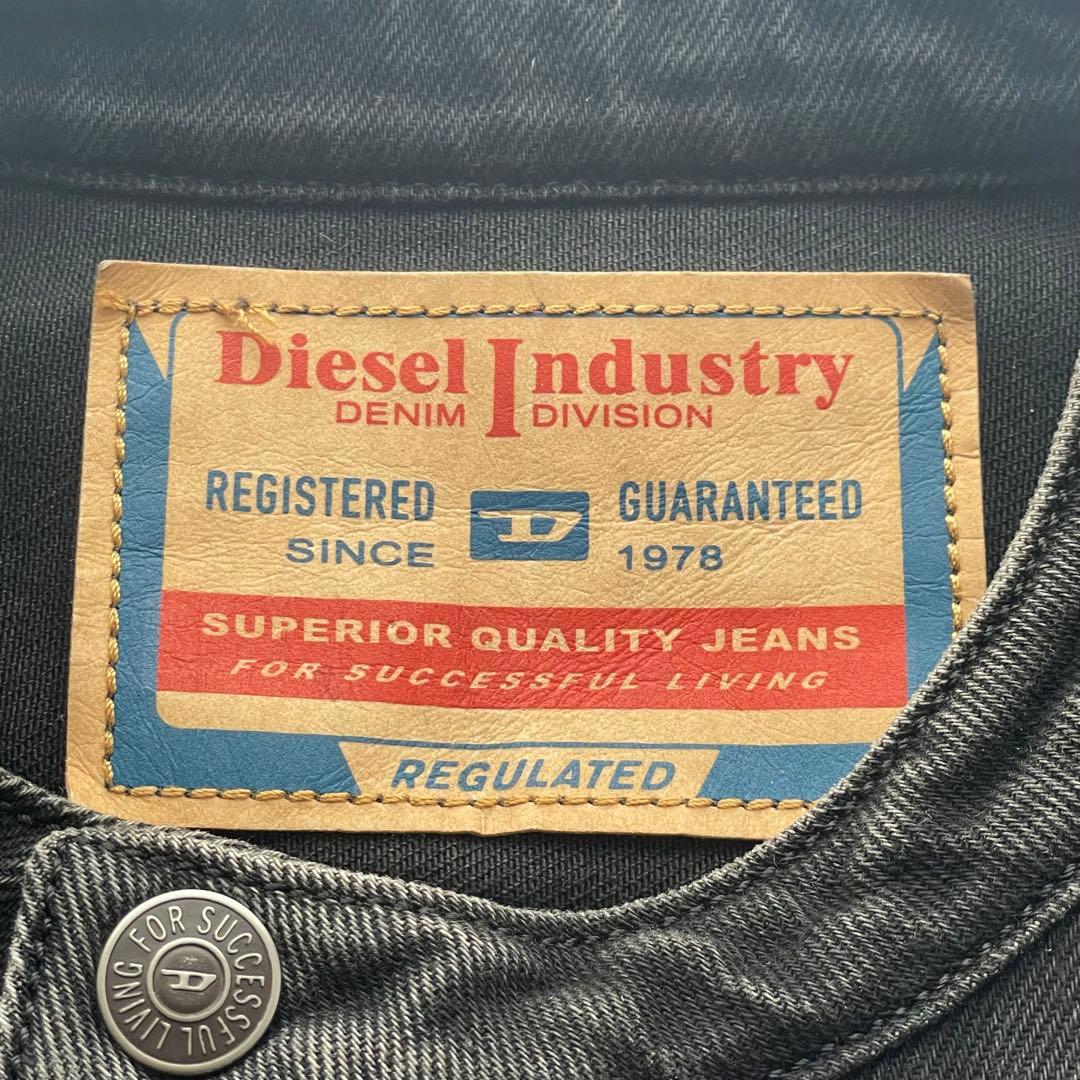 Diesel Industry
DENIM DIVISION
REGISTERED D GUARANTEED
SINCE 1978
SUPERIOR QUALITY JEANS
FOR SUCCESSFUL LIVING
REGULATED
FOR SUCCESSFUL LIVING
D